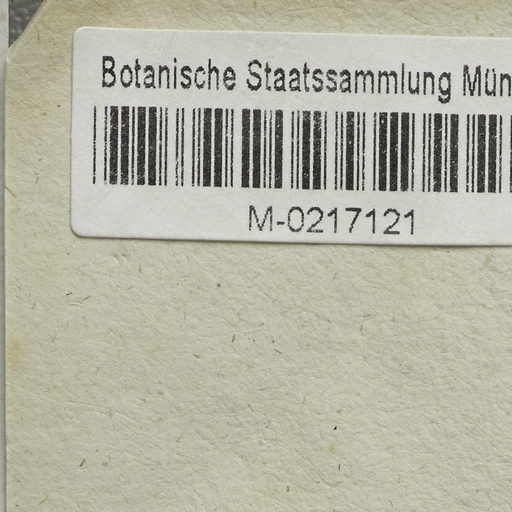 Botanische Staatssammlung Mün
M-0217121